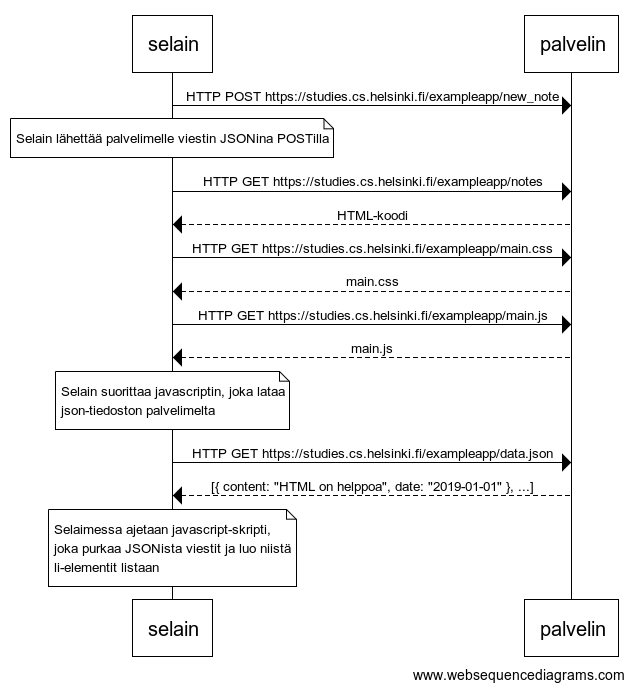 selain
palvelin
HTTP POST https://studies.cs.helsinki.fi/exampleapp/new_note
Selain lähettää palvelimelle viestin JSONina POSTilla
HTTP GET https://studies.cs.helsinki.fi/exampleapp/notes
HTML-koodi
HTTP GET https://studies.cs.helsinki.fi/exampleapp/main.css
main.css
HTTP GET https://studies.cs.helsinki.fi/exampleapp/main.js
main.js
Selain suorittaa javascriptin, joka lataa
json-tiedoston palvelimelta
HTTP GET https://studies.cs.helsinki.fi/exampleapp/data.json
[{ content: "HTML on helppoa", date: "2019-01-01" }, ...]
Selaimessa ajetaan javascript-skripti,
joka purkaa JSONista viestit ja luo niistä
li-elementit listaan
selain
palvelin
www.websequencediagrams.com